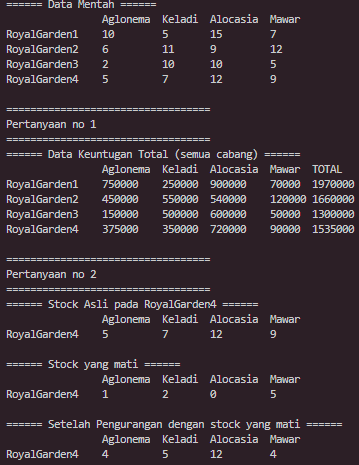 ====== Data Mentah ======
Aglonema Keladi Alocasia Mawar
RoyalGarden1 10 5 15 7
RoyalGarden2 6 11 9 12
RoyalGarden3 2 10 10 5
RoyalGarden4 5 7 12 9
===================================
Pertanyaan no 1
===================================
====== Data Keuntugan Total (semua cabang) ======
Aglonema Keladi Alocasia Mawar TOTAL
RoyalGarden1 750000 250000 900000 70000 1970000
RoyalGarden2 450000 550000 540000 120000 1660000
RoyalGarden3 150000 500000 600000 50000 1300000
RoyalGarden4 375000 350000 720000 90000 1535000
===================================
Pertanyaan no 2
===================================
====== Stock Asli pada RoyalGarden4 ======
Aglonema Keladi Alocasia Mawar
RoyalGarden4 5 7 12 9
====== Stock yang mati ======
Aglonema Keladi Alocasia Mawar
RoyalGarden4 1 2 0 5
====== Setelah Pengurangan dengan stock yang mati ======
Aglonema Keladi Alocasia Mawar
RoyalGarden4 4 5 12 4